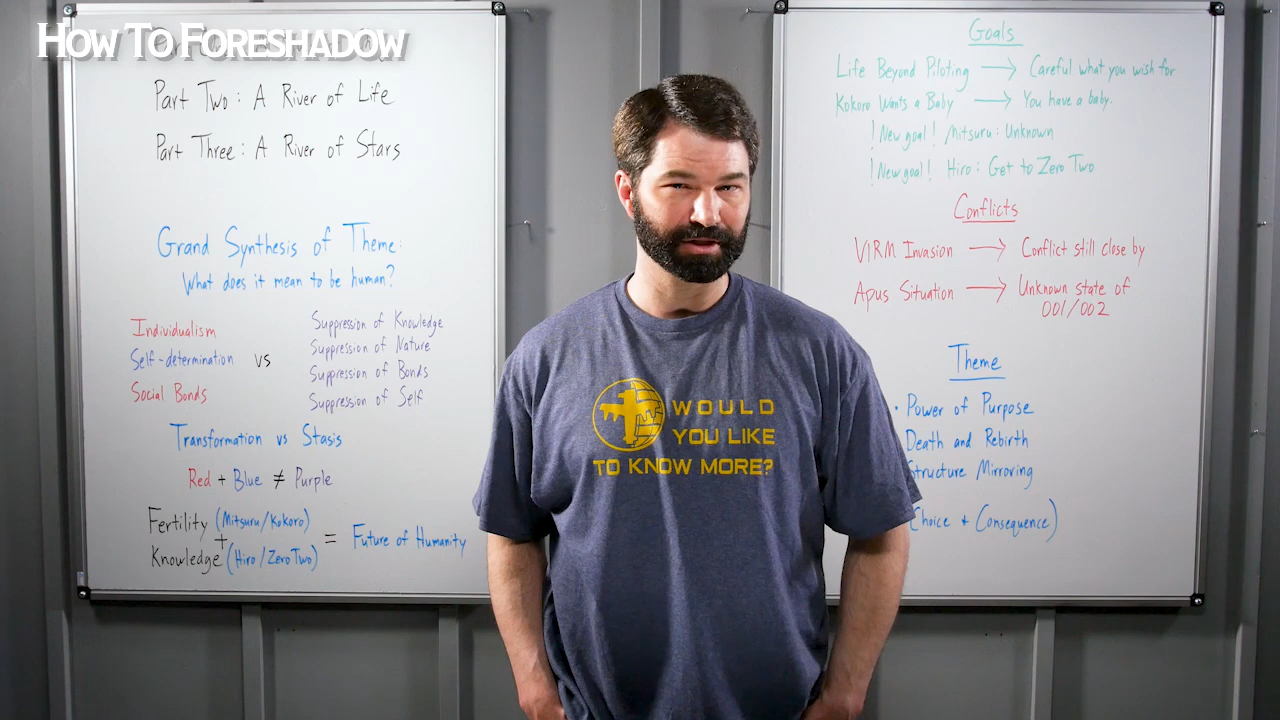 How To Foreshadow
Part Two: A River of Life
Part Three: A River of Stars
Grand Synthesis of Theme:
What does it mean to be human?
Individualism
Self-determination
Social Bonds
vs
Suppression of Knowledge
Suppression of Nature
Suppression of Bonds
Suppression of Self
Transformation vs Stasis
Red + Blue ≠ Purple
Fertility (Mitsuru/Kokoro)
+
Knowledge (Hiro/Zero Two)
= Future of Humanity
WOULD
YOU LIKE
TO KNOW MORE?
Goals
Life Beyond Piloting → Careful what you wish for
Kokoro Wants a Baby → You have a baby.
! New goal! Mitsuru: Unknown
! New goal! Hiro: Get to Zero Two
Conflicts
VIRM Invasion → Conflict still close by
Apus Situation → Unknown state of
001/002
Theme
• Power of Purpose
Death and Rebirth
Structure Mirroring
(Choice + Consequence)